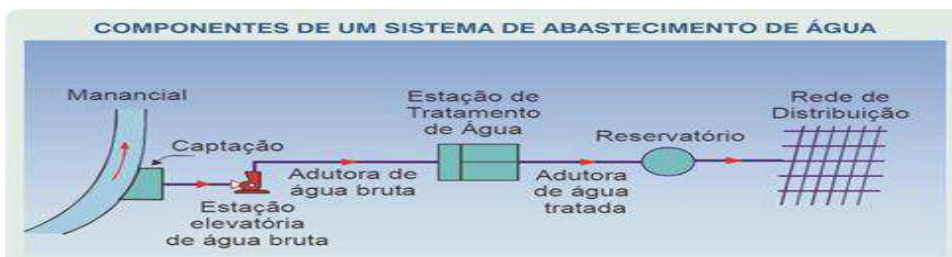 COMPONENTES DE UM SISTEMA DE ABASTECIMENTO DE ÁGUA
Manancial
Captação
Estação
elevatória
de água bruta
Adutora de
água bruta
Estação de
Tratamento
de Água
Adutora
de água
tratada
Reservatório
Rede de
Distribuição